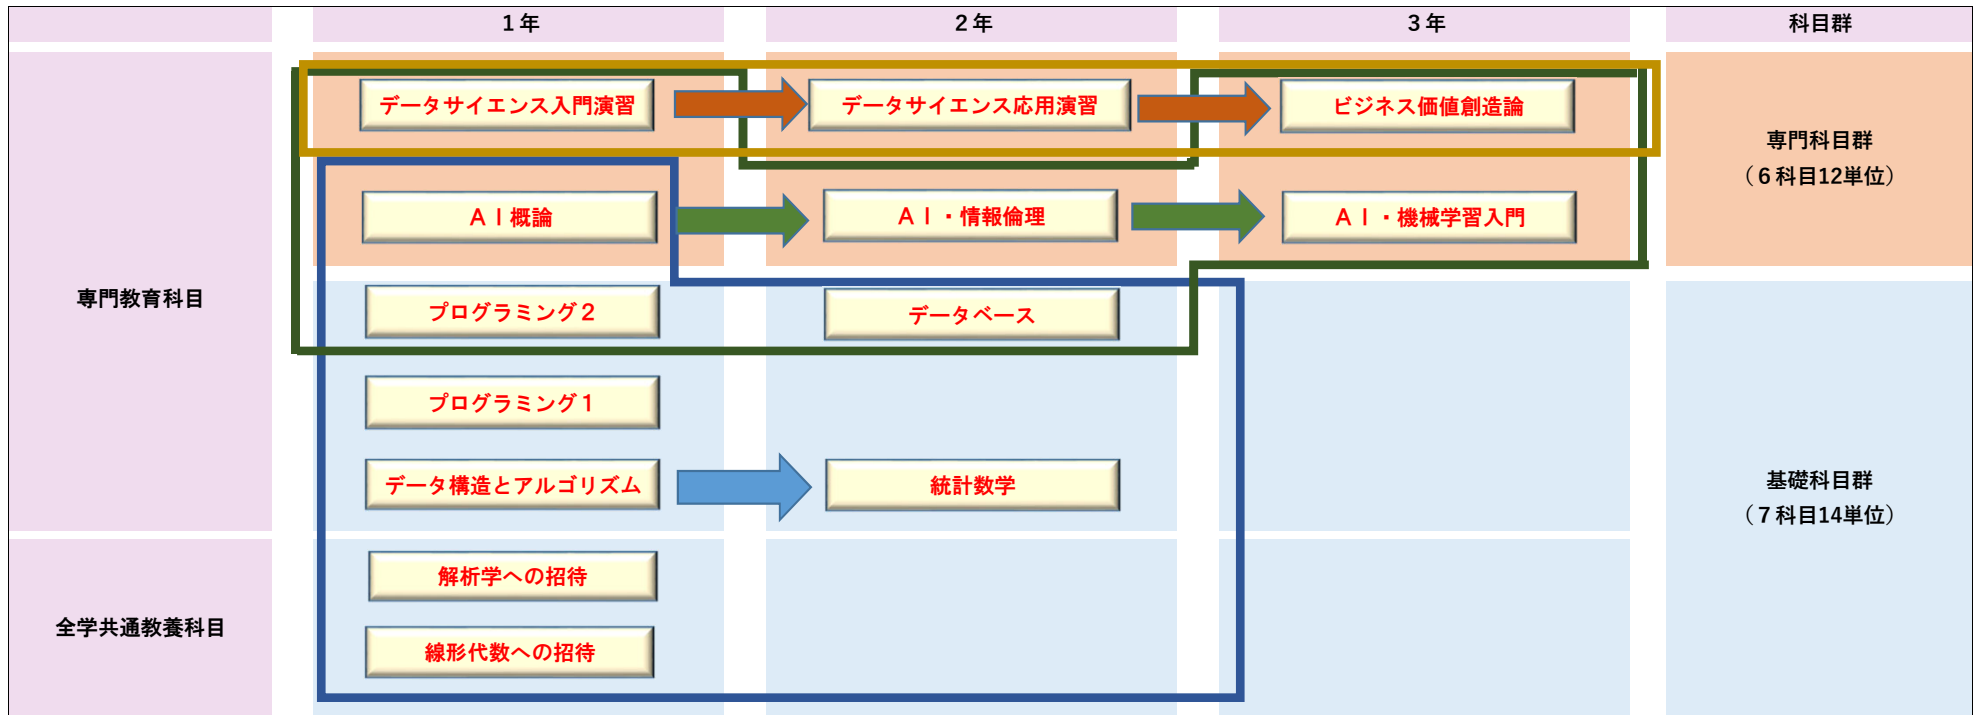 １年
２年
３年
科目群
データサイエンス入門演習
データサイエンス応用演習
ビジネス価値創造論
専門科目群
（６科目12単位）
ＡＩ概論
ＡＩ・情報倫理
ＡＩ・機械学習入門
専門教育科目
プログラミング２
データベース
プログラミング１
データ構造とアルゴリズム
統計数学
基礎科目群
（７科目14単位）
解析学への招待
全学共通教養科目
線形代数への招待